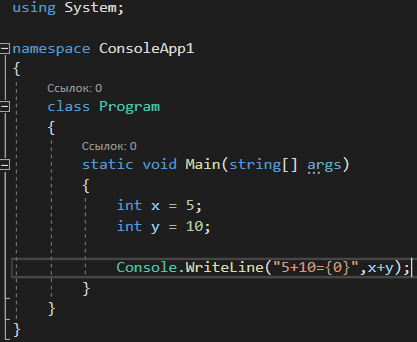 using System;
namespace ConsoleApp1
{
Ссылок: 0
class Program
{
Ссылок: 0
static void Main(string[] args)
{
int x = 5;
int y = 10;
Console.WriteLine("5+10={0}",x+y);
}
}
}